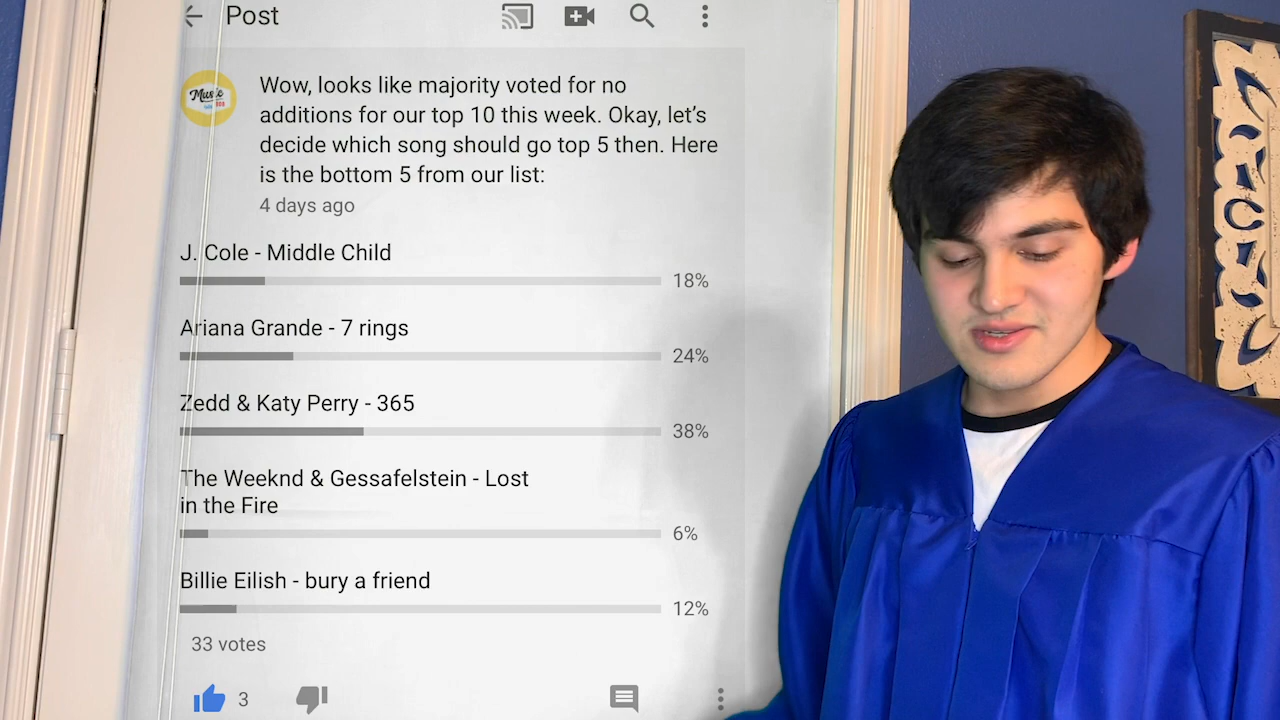 Post
Music
Wow, looks like majority voted for no
additions for our top 10 this week. Okay, let's
decide which song should go top 5 then. Here
is the bottom 5 from our list:
4 days ago
J. Cole - Middle Child
18%
Ariana Grande - 7 rings
24%
Zedd & Katy Perry - 365
38%
The Weeknd & Gessafelstein - Lost
in the Fire
6%
Billie Eilish - bury a friend
12%
33 votes
3